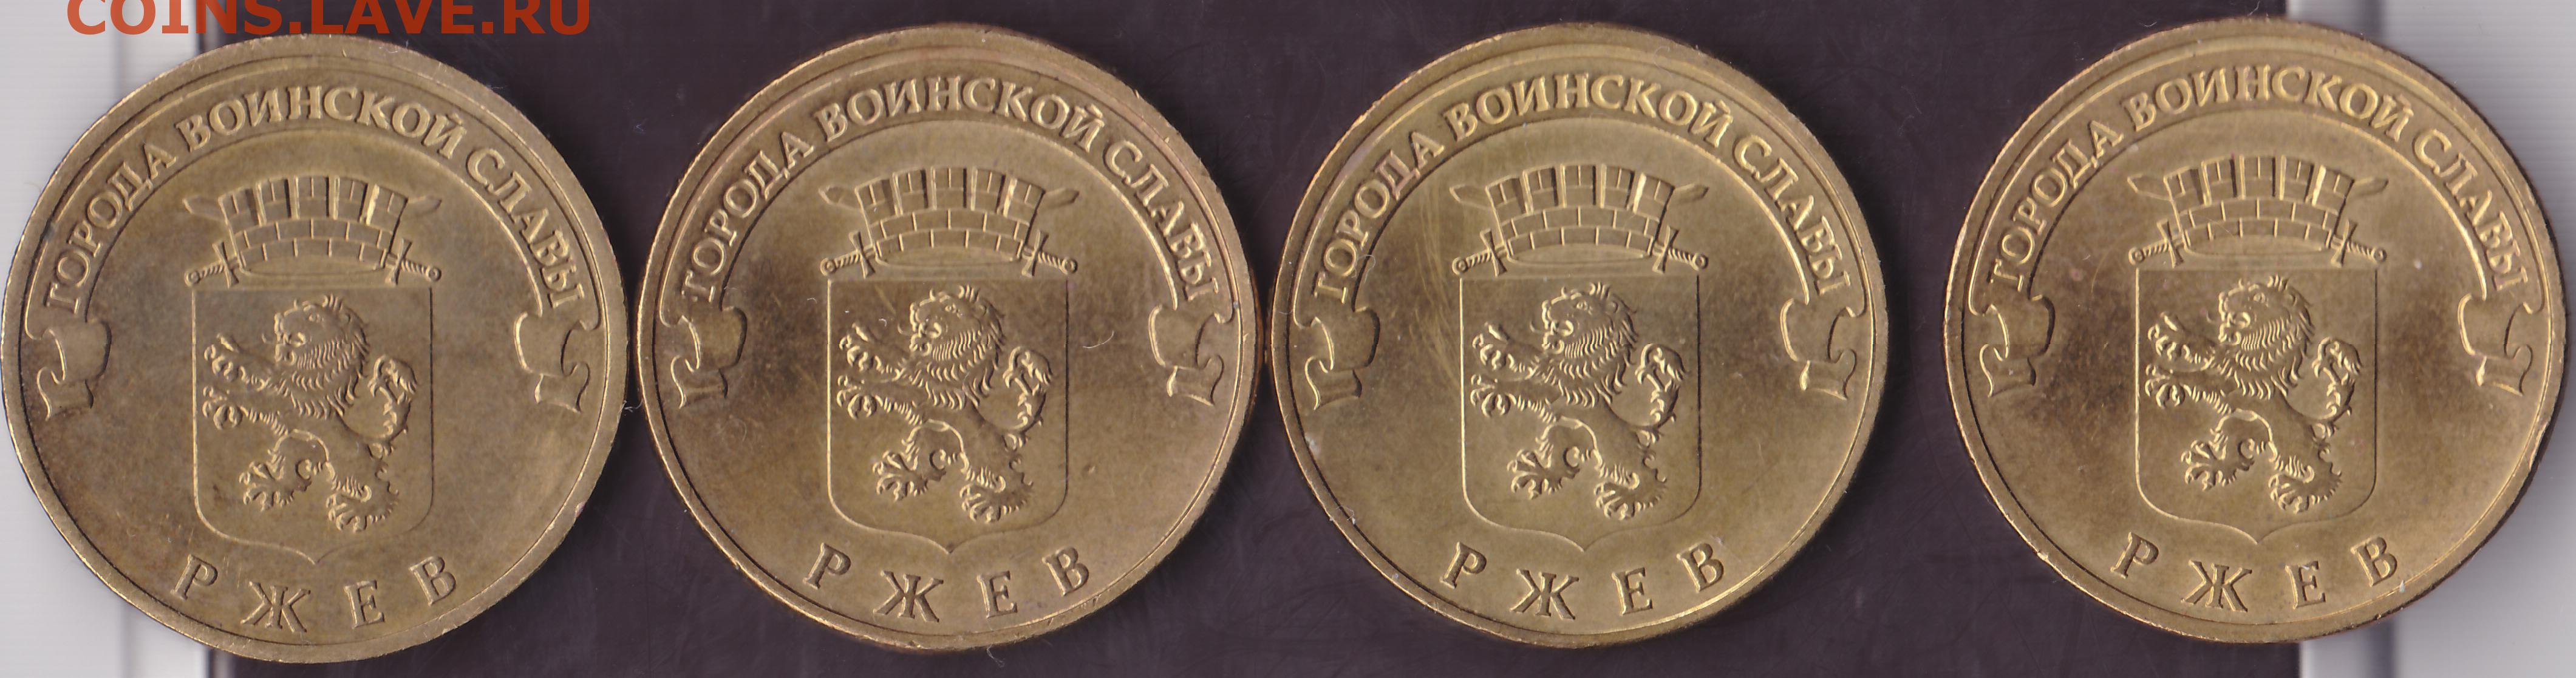 COINS.LAVE.RU
ГОРОДА ВОИНСКОЙ СЛАВЫ
РЖЕВ
ГОРОДА ВОИНСКОЙ СЛАВЫ
РЖЕВ
ГОРОДА ВОИНСКОЙ СЛАВЫ
РЖЕВ
ГОРОДА ВОИНСКОЙ СЛАВЫ
РЖЕВ